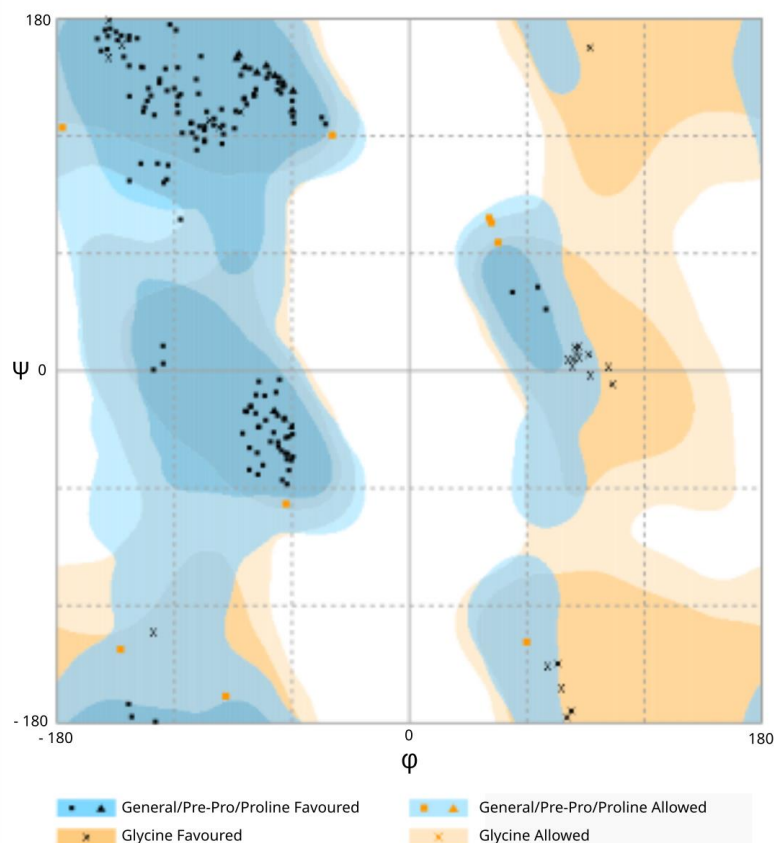 180
Ψ 0
- 180
- 180 0 180
φ
General/Pre-Pro/Proline Favoured General/Pre-Pro/Proline Allowed
Glycine Favoured Glycine Allowed